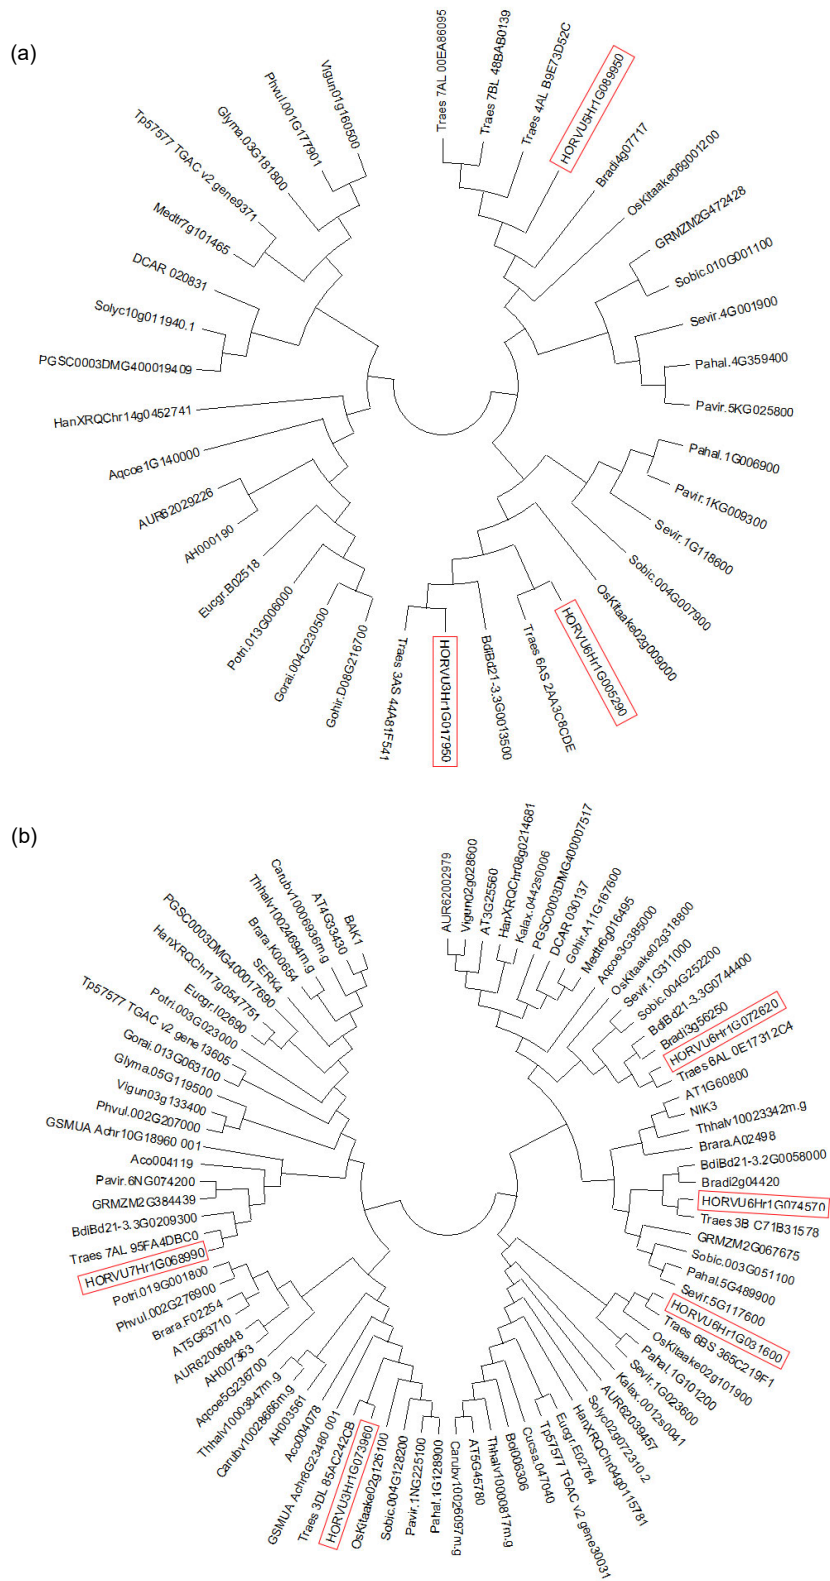 (a)
Traes 7AL 00EA86095
Traes 7BL 48BAB0139
Traes 4AL B9E73D52C
HORVU5Hr1G089950
Bradi4g07717
OsKitaake06g001200
GRMZM2G472428
Sobic.010G001100
Sevir.4G001900
Pahal.4G359400
Pavir.5KG025800
Pahal.1G006900
Pavir.1KG009300
Sevir.1G118600
Sobic.004G007900
OsKitaake02g009000
HORVU6Hr1G005290
Traes 6AS 2AA3C8CDE
BdiBd21-3.3G0013500
HORVU3Hr1G017950
Traes 3AS 44A81F541
Gohir.D08G216700
Gorai.004G230500
Potri.013G006000
Eucgr.B02518
AH000190
AUR62029226
Aqcoe1G140000
HanXRQChr14g0452741
PGSC0003DMG400019409
Solyc10g011940.1
DCAR 020831
Medtr7g101465
Tp57577 TGAC v2 gene9371
Glyma.03G181800
Phvul.001G177901
Vigun01g160500
(b)
AUR62002979
Vigun02g028600
AT3G25560
HanXRQChr08g0214681
Kalax.0442s0006
PGSC0003DMG400007517
DCAR 030137
Gohir.A11G167600
Medtr8g016495
Aqcoe3G385000
OsKitaake02g318800
Sevir.1G311000
Sobic.004G252200
BdiBd21-3.3G0744400
Bradi3g56250
HORVU6Hr1G072620
Traes 6AL 0E17312C4
AT1G60800
NIK3
Thhalv10023342m.g
Brara.A02498
BdiBd21-3.2G0058000
Bradi2g04420
HORVU6Hr1G074570
Traes 3B C71B31578
GRMZM2G067675
Sobic.003G051100
Pahal.5G489900
Sevir.5G117600
HORVU6Hr1G031600
Traes 6BS 365C219F1
OsKitaake02g101900
Pahal.1G101200
Sevir.1G023600
Kalax.0012s0041
AUR62039457
Solyc02g072310.2
HanXRQChr04g0115781
Eucgr.E02764
Tp57577 TGAC v2 gene30031
Cucsa.047040
Bol006306
Thhalv10000817m.g
AT5G45780
Carubv10026097m.g
Pahal.1G128900
Pavir.1NG225100
Sobic.004G128200
OsKitaake02g126100
HORVU3Hr1G073960
Traes 3DL 85AC242CB
GSMUA Achr6G23480 001
Aco004078
AH003561
Carubv10028666m.g
Thhalv10003847m.g
Aqcoe5G236700
AH007363
AUR62006848
AT5G63710
Brara.F02254
Phvul.002G276900
Potri.019G001800
HORVU7Hr1G068990
Traes 7AL 95FA4DBC0
BdiBd21-3.3G0209300
GRMZM2G384439
Pavir.6NG074200
Aco004119
GSMUA Achr10G18960 001
Phvul.002G207000
Vigun03g133400
Glyma.05G119500
Gorai.013G063100
Tp57577 TGAC v2 gene13605
Potri.003G023000
Eucgr.I02690
HanXRQChr17g0547751
PGSC0003DMG400017690
SERK4
Brara.K00654
Thhalv10024694m.g
Carubv10006936m.g
AT4G33430
BAK1